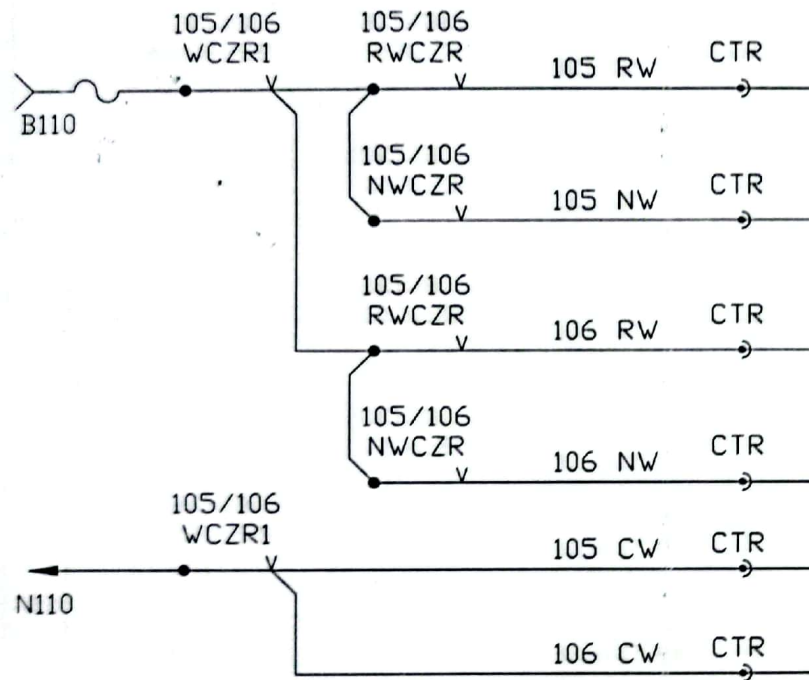 105/106
WCZR1
105/106
RWCZR
105 RW
CTR
B110
105/106
NWCZR
105 NW
CTR
105/106
RWCZR
106 RW
CTR
105/106
NWCZR
106 NW
CTR
105/106
WCZR1
105 CW
CTR
N110
106 CW
CTR